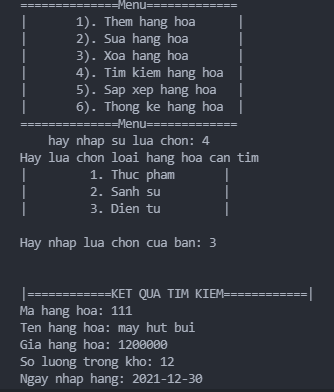 ==============Menu=============
|       1). Them hang hoa      |
|       2). Sua hang hoa       |
|       3). Xoa hang hoa       |
|       4). Tim kiem hang hoa  |
|       5). Sap xep hang hoa   |
|       6). Thong ke hang hoa  |
==============Menu=============
    hay nhap su lua chon: 4
Hay lua chon loai hang hoa can tim
|         1. Thuc pham       |
|         2. Sanh su         |
|         3. Dien tu         |
Hay nhap lua chon cua ban: 3
|============KET QUA TIM KIEM============|
Ma hang hoa: 111
Ten hang hoa: may hut bui
Gia hang hoa: 1200000
So luong trong kho: 12
Ngay nhap hang: 2021-12-30